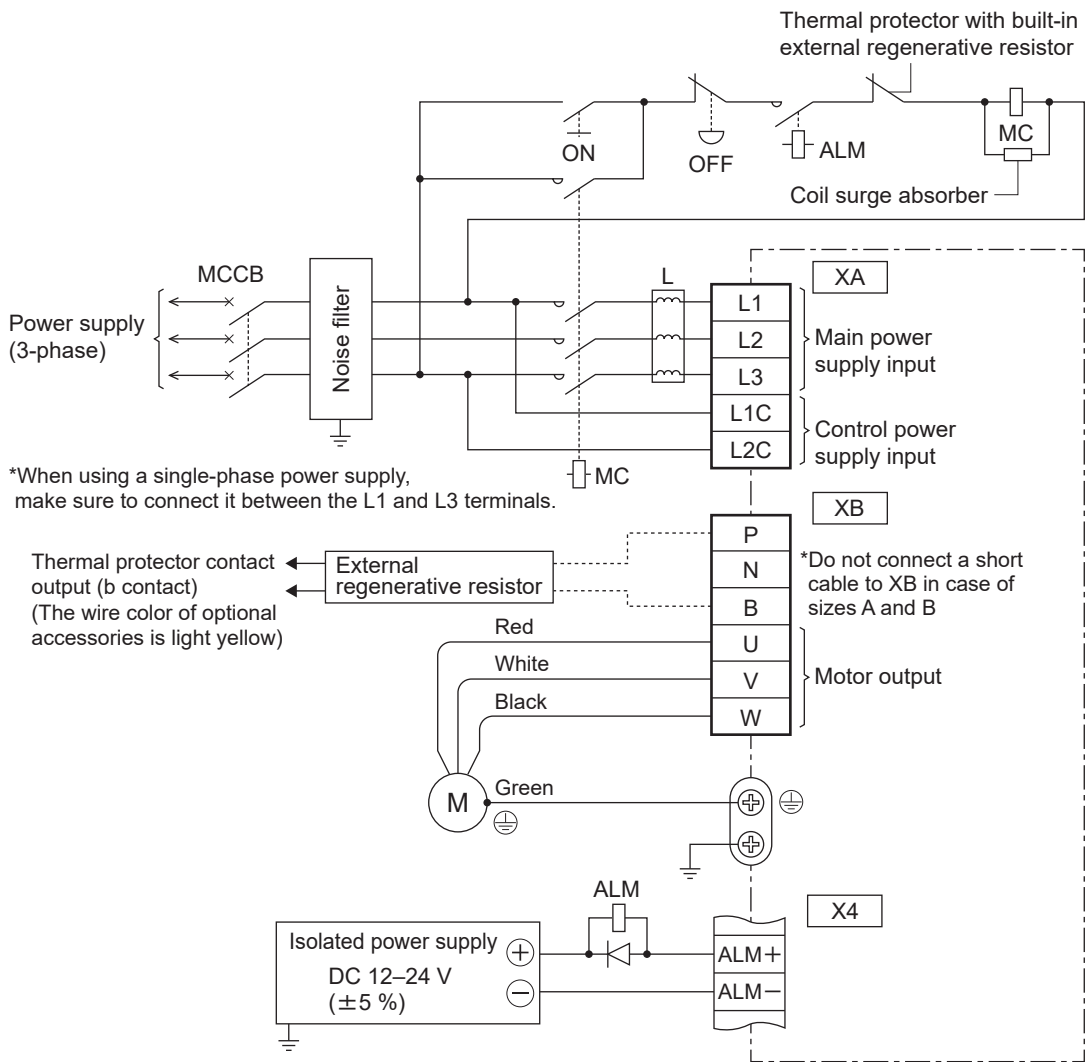 Thermal protector with built-in
external regenerative resistor
ON
OFF
ALM
MC
Coil surge absorber
MCCB
L
XA
Power supply
(3-phase)
Noise filter
L1
L2
L3
L1C
L2C
Main power
supply input
Control power
supply input
*When using a single-phase power supply,
make sure to connect it between the L1 and L3 terminals.
MC
XB
Thermal protector contact
output (b contact)
(The wire color of optional
accessories is light yellow)
External
regenerative resistor
P
N
B
U
V
W
*Do not connect a short
cable to XB in case of
sizes A and B
Red
White
Black
Motor output
M
Green
ALM
X4
Isolated power supply
DC 12–24 V
(±5 %)
+
−
ALM+
ALM−